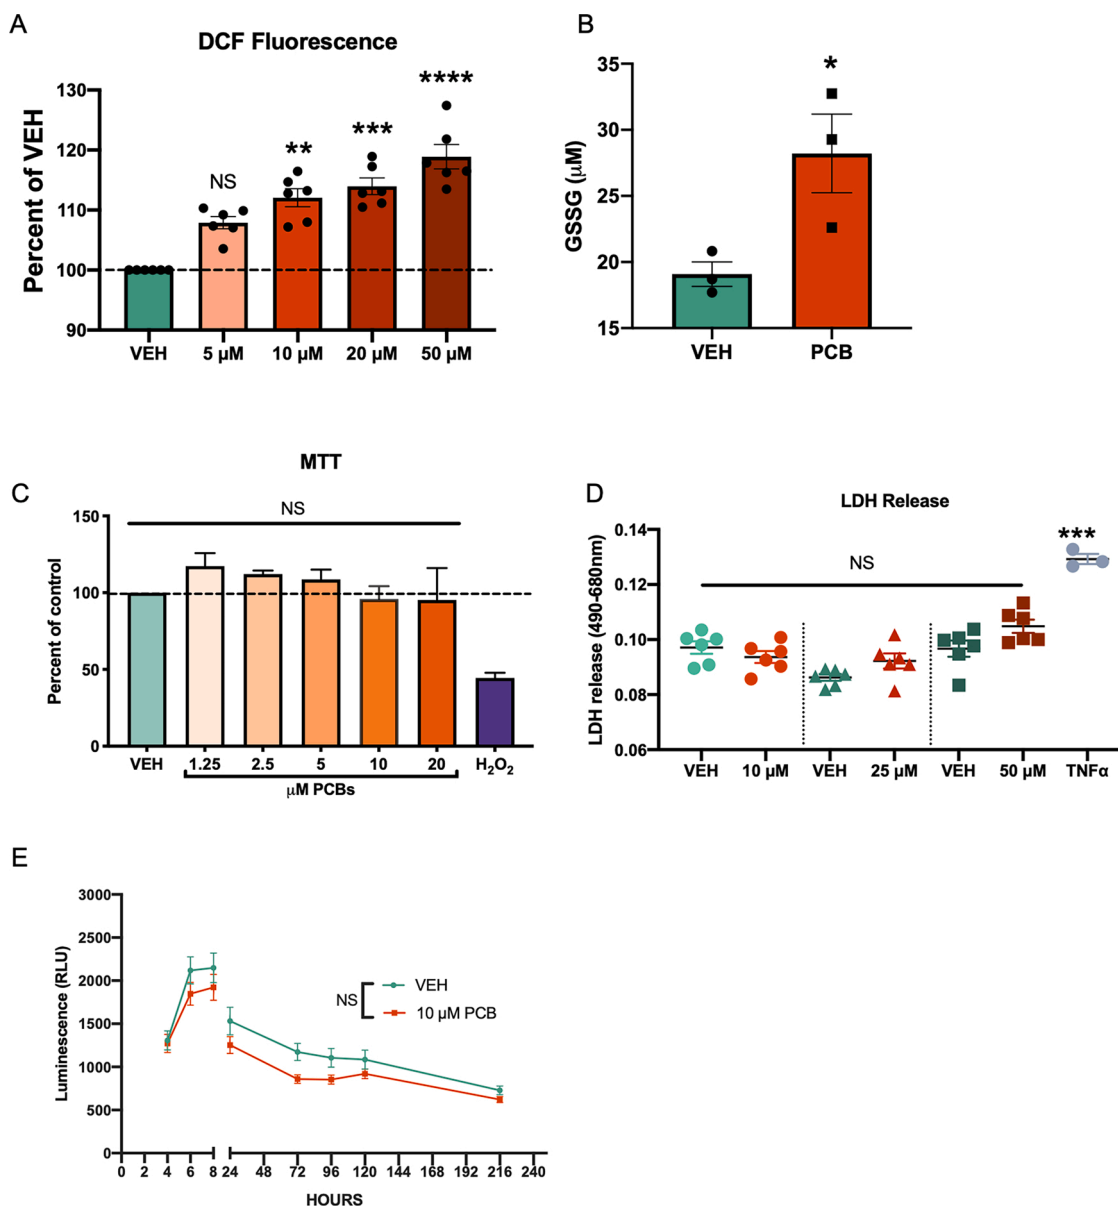 A
DCF Fluorescence
Percent of VEH
130
120
110
100
90
NS
**
***
****
VEH
5 µM
10 µM
20 µM
50 µM
B
GSSG (µM)
35
30
25
20
15
*
VEH
PCB
C
MTT
Percent of control
150
100
50
0
NS
VEH
1.25
2.5
5
10
20
H₂O₂
µM PCBs
D
LDH Release
LDH release (490-680nm)
0.14
0.12
0.10
0.08
0.06
NS
***
VEH
10 µM
VEH
25 µM
VEH
50 µM
TNFα
E
Luminescence (RLU)
3000
2500
2000
1500
1000
500
0
NS
VEH
10 µM PCB
0 2 4 6 8 24 48 72 96 120 144 168 192 216 240
HOURS